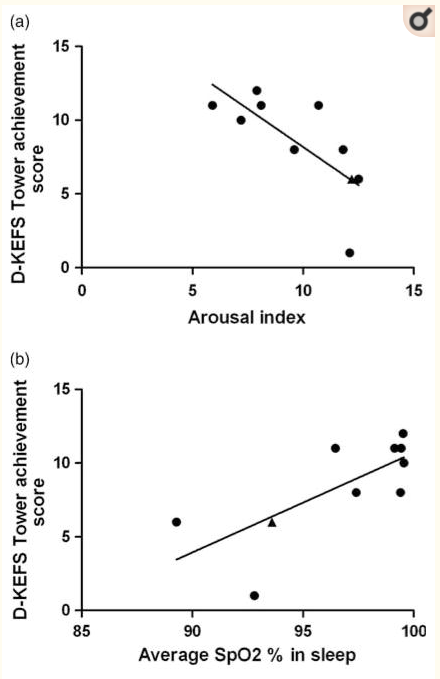 (a)
D-KEFS Tower achievement
score
15
10
5
0
0 5 10 15
Arousal index
(b)
D-KEFS Tower achievement
score
15
10
5
0
85 90 95 100
Average SpO2 % in sleep